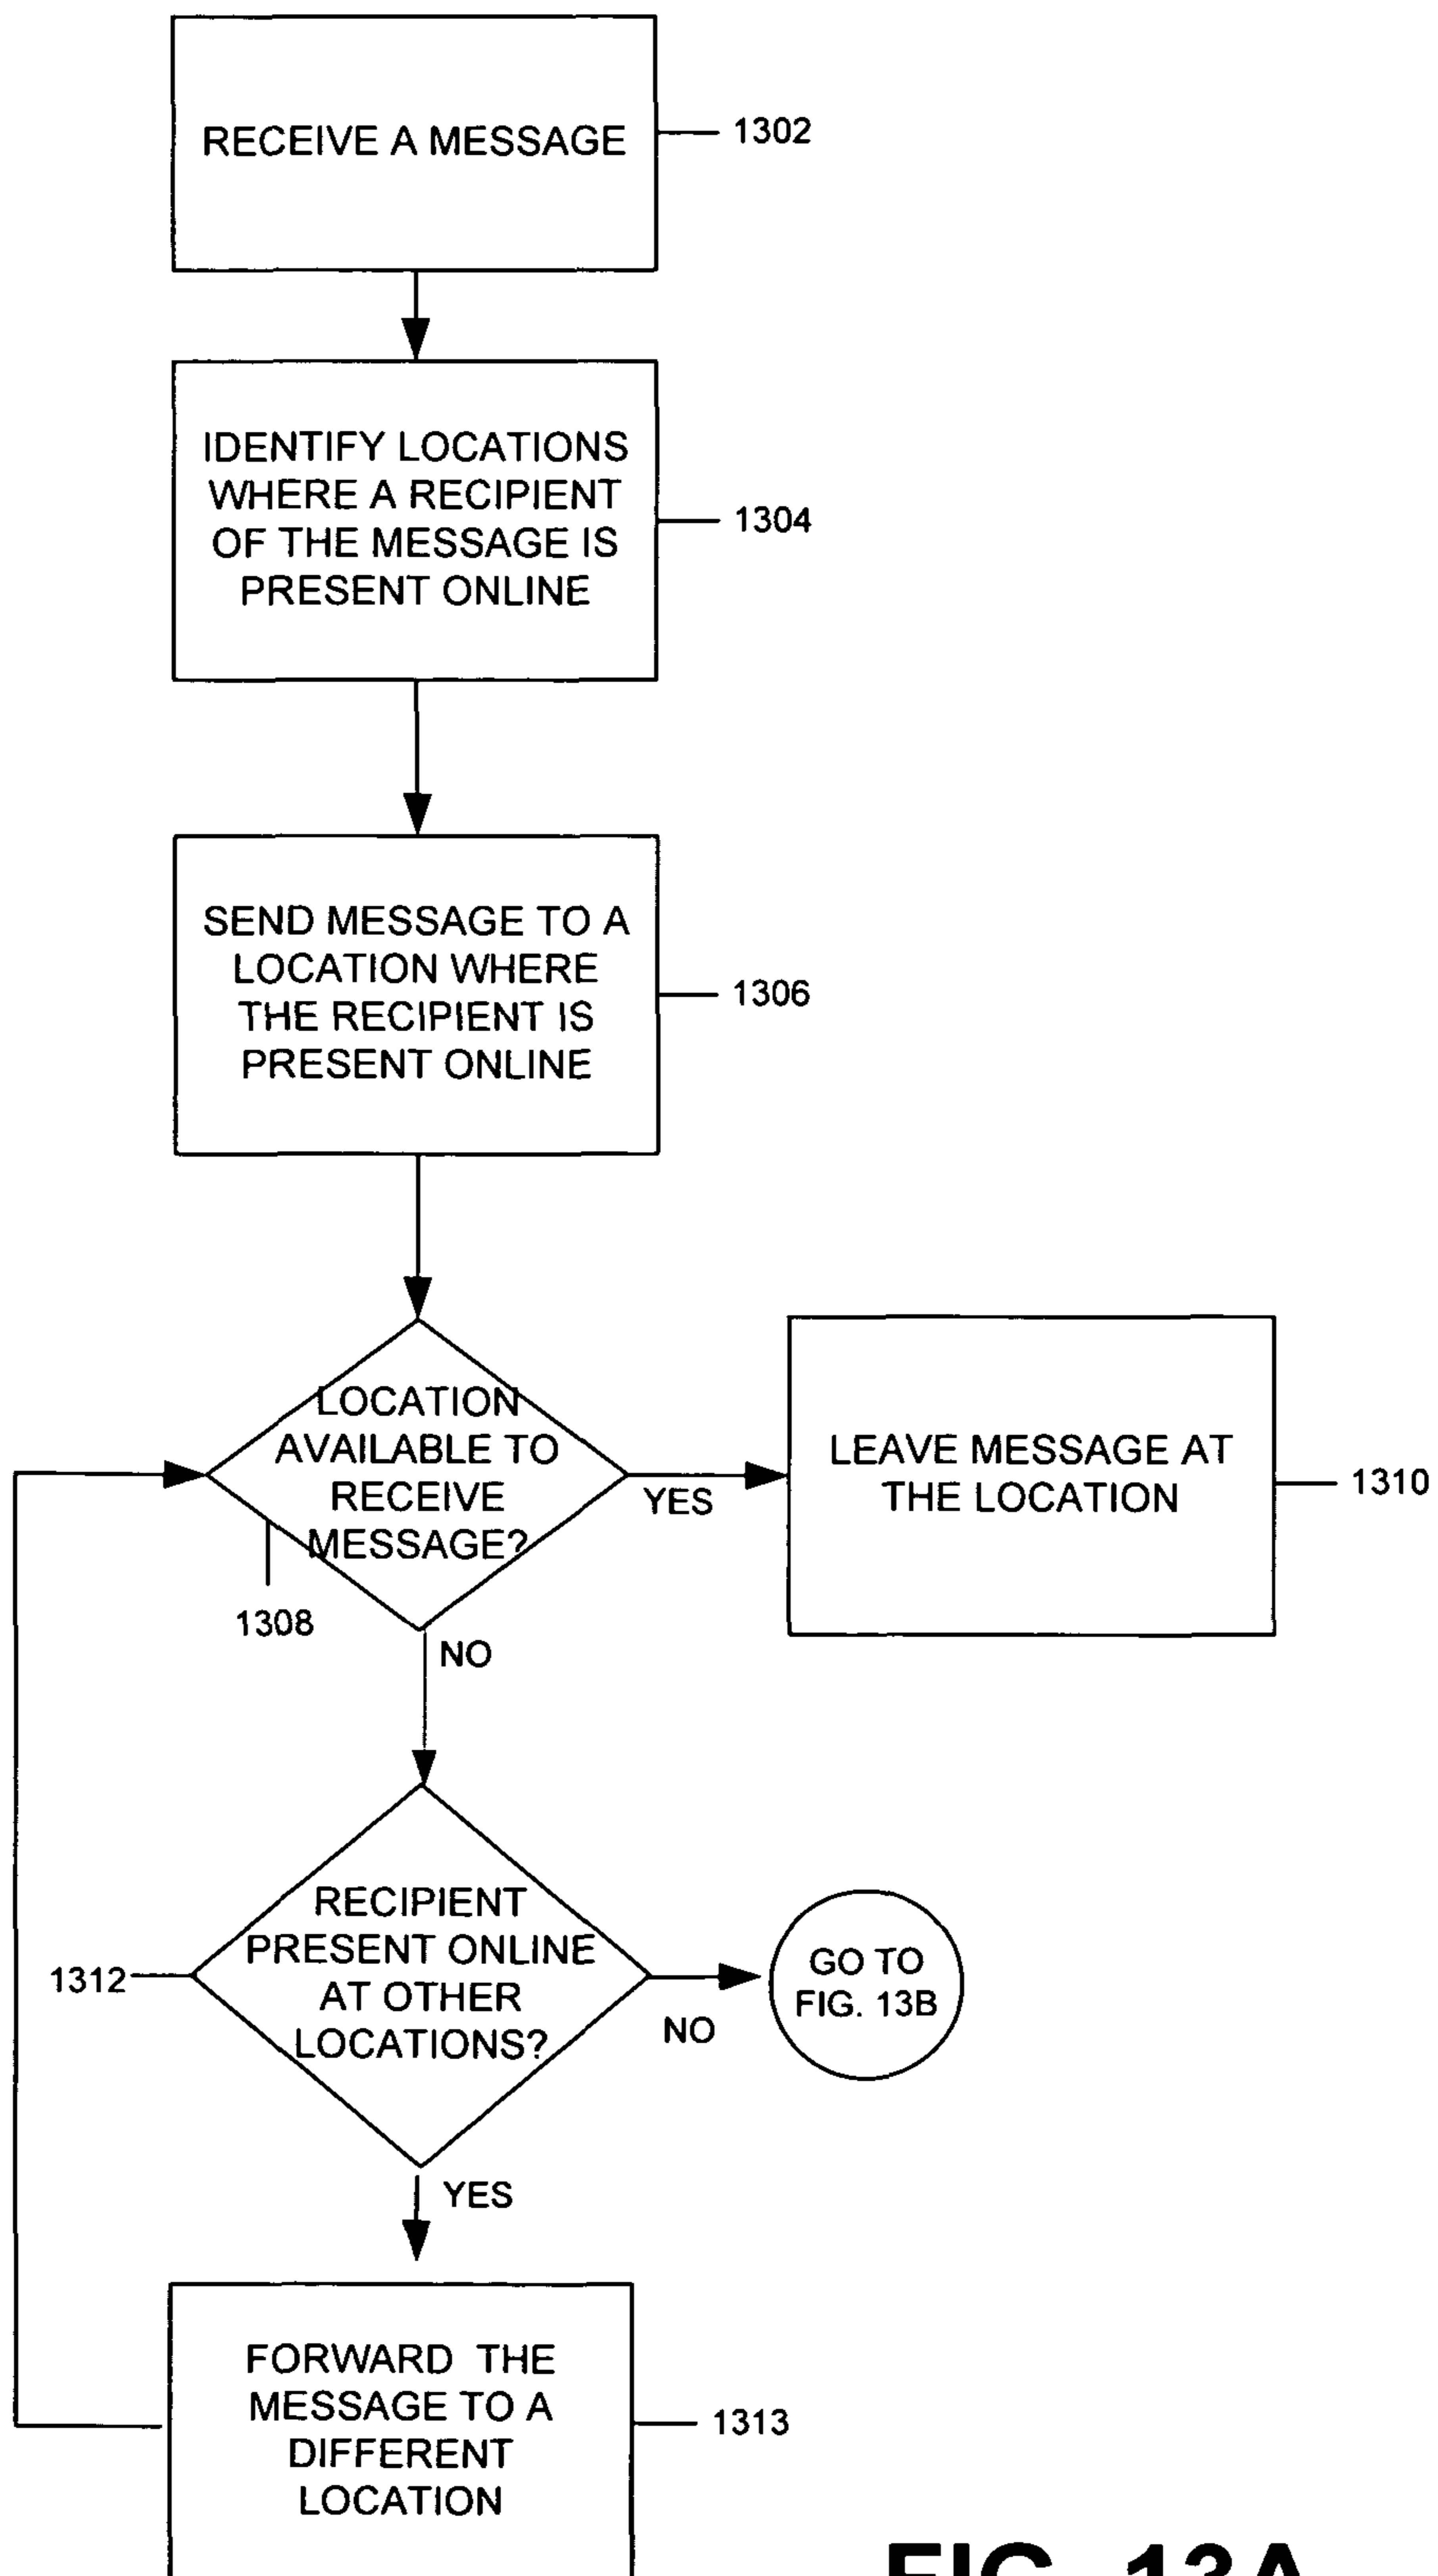 RECEIVE A MESSAGE
1302
IDENTIFY LOCATIONS
WHERE A RECIPIENT
OF THE MESSAGE IS
PRESENT ONLINE
1304
SEND MESSAGE TO A
LOCATION WHERE
THE RECIPIENT IS
PRESENT ONLINE
1306
LOCATION
AVAILABLE TO
RECEIVE
MESSAGE?
1308
YES
LEAVE MESSAGE AT
THE LOCATION
1310
NO
RECIPIENT
PRESENT ONLINE
AT OTHER
LOCATIONS?
1312
NO
GO TO
FIG. 13B
YES
FORWARD THE
MESSAGE TO A
DIFFERENT
LOCATION
1313
FIG. 13A